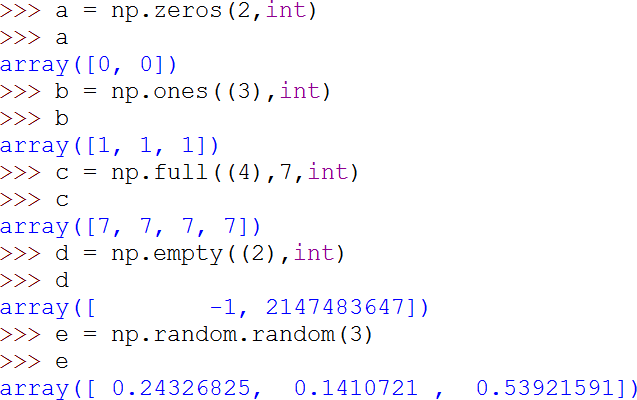 >>> a = np.zeros(2,int)
>>> a
array([0, 0])
>>> b = np.ones((3),int)
>>> b
array([1, 1, 1])
>>> c = np.full((4),7,int)
>>> c
array([7, 7, 7, 7])
>>> d = np.empty((2),int)
>>> d
array([        -1, 2147483647])
>>> e = np.random.random(3)
>>> e
array([ 0.24326825,  0.1410721 ,  0.53921591])